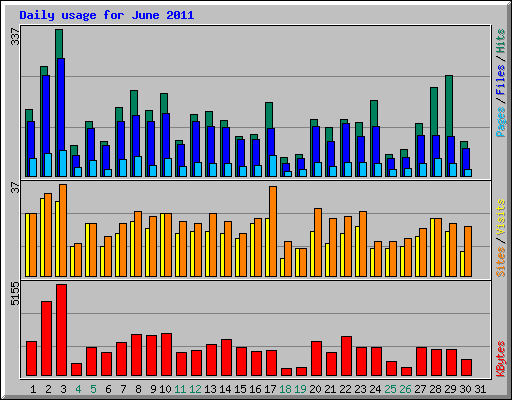 Daily usage for June 2011
337
Pages / Files / Hits
37
Sites / Visits
5155
KBytes
1 2 3 4 5 6 7 8 9 10 11 12 13 14 15 16 17 18 19 20 21 22 23 24 25 26 27 28 29 30 31